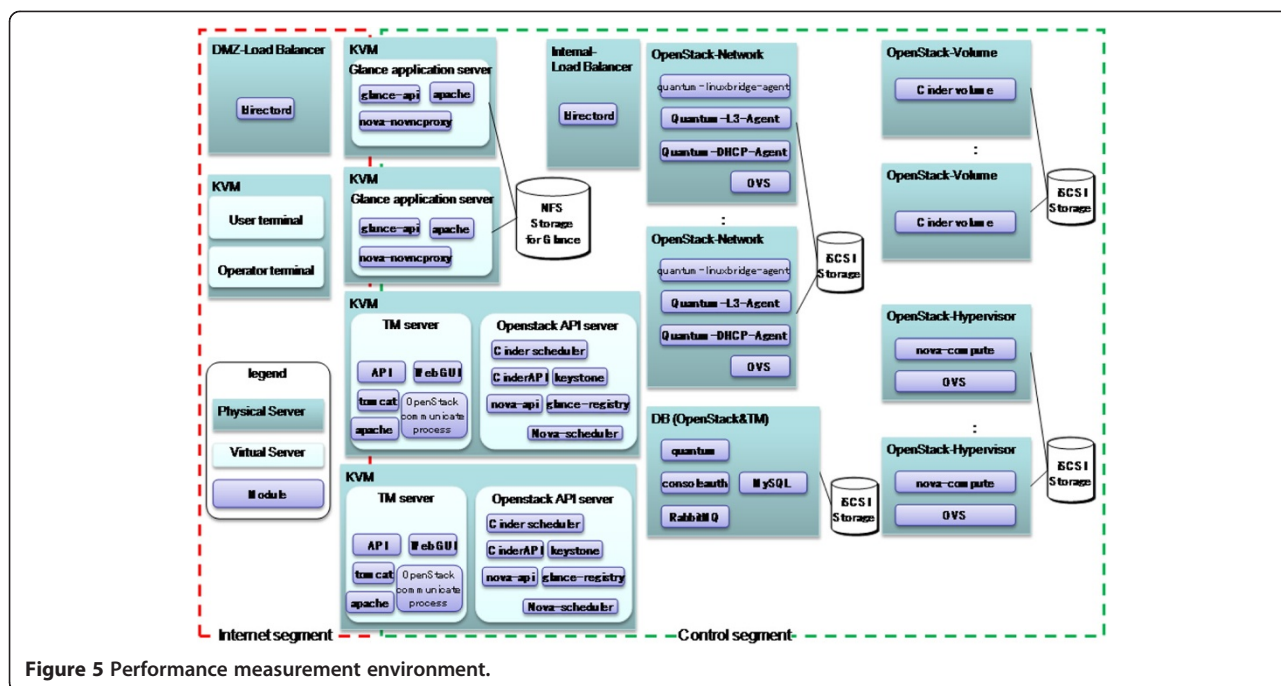 DMZ-Load Balancer
ldirectord
KVM
User terminal
Operator terminal
legend
Physical Server
Virtual Server
Module
Internet segment
KVM
Glance application server
glance-api
apache
nova-novncproxy
KVM
Glance application server
glance-api
apache
nova-novncproxy
NFS
Storage
for Glance
KVM
TM server
API
WebGUI
tomcat
apache
OpenStack
communicate
process
Openstack API server
Cinder scheduler
CinderAPI
keystone
nova-api
glance-registry
Nova-scheduler
KVM
TM server
API
WebGUI
tomcat
apache
OpenStack
communicate
process
Openstack API server
Cinder scheduler
CinderAPI
keystone
nova-api
glance-registry
Nova-scheduler
Internal-
Load Balancer
ldirectord
OpenStack-Network
quantum-linuxbridge-agent
Quantum-L3-Agent
Quantum-DHCP-Agent
OVS
:
OpenStack-Network
quantum-linuxbridge-agent
Quantum-L3-Agent
Quantum-DHCP-Agent
OVS
iSCSI
Storage
DB (OpenStack&TM)
quantum
consoleauth
MySQL
RabbitMQ
iSCSI
Storage
OpenStack-Volume
Cinder volume
:
OpenStack-Volume
Cinder volume
iSCSI
Storage
OpenStack-Hypervisor
nova-compute
OVS
:
OpenStack-Hypervisor
nova-compute
OVS
iSCSI
Storage
Control segment
Figure 5 Performance measurement environment.